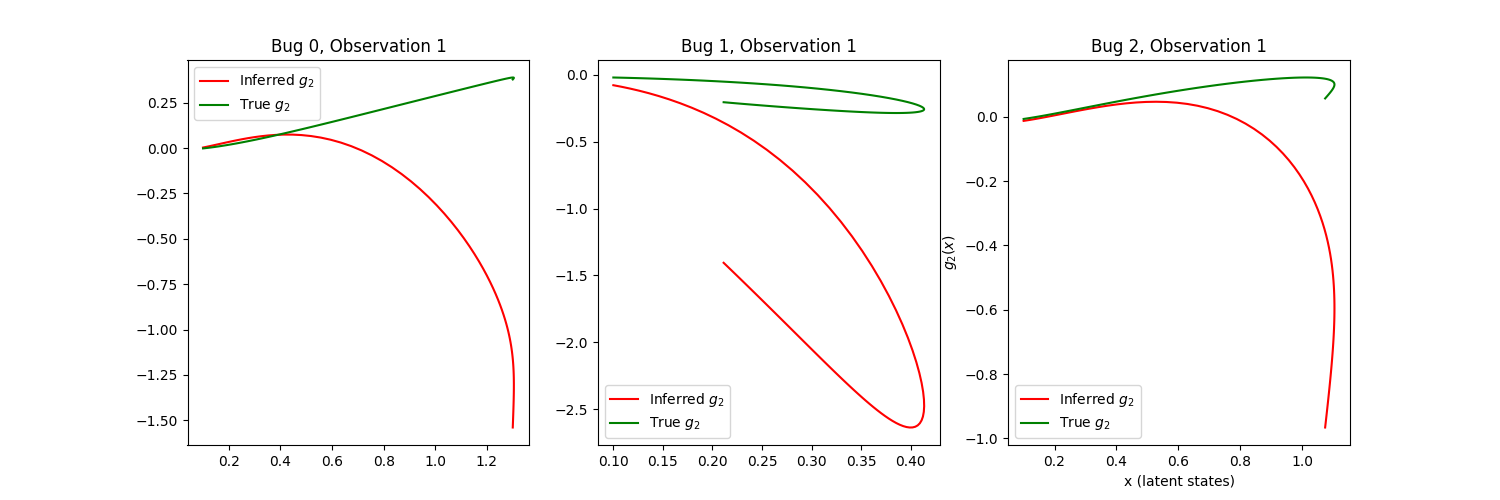 Bug 0, Observation 1
Inferred g₂
True g₂
0.25
0.00
−0.25
−0.50
−0.75
−1.00
−1.25
−1.50
0.2 0.4 0.6 0.8 1.0 1.2
Bug 1, Observation 1
0.0
−0.5
−1.0
−1.5
−2.0
−2.5
Inferred g₂
True g₂
0.10 0.15 0.20 0.25 0.30 0.35 0.40
Bug 2, Observation 1
g₂(x)
0.0
−0.2
−0.4
−0.6
−0.8
−1.0
Inferred g₂
True g₂
0.2 0.4 0.6 0.8 1.0
x (latent states)